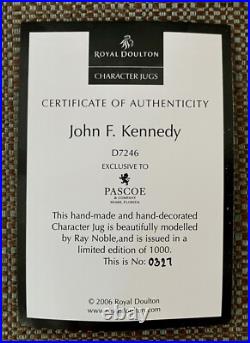 ROYAL DOULTON
CHARACTER JUGS
CERTIFICATE OF AUTHENTICITY
John F. Kennedy
D7246
EXCLUSIVE TO
PASCOE
& COMPANY
MIAMI, FLORIDA
This hand-made and hand-decorated
Character Jug is beautifully modelled
by Ray Noble, and is issued in a
limited edition of 1000.
This is No: 0327
© 2006 Royal Doulton